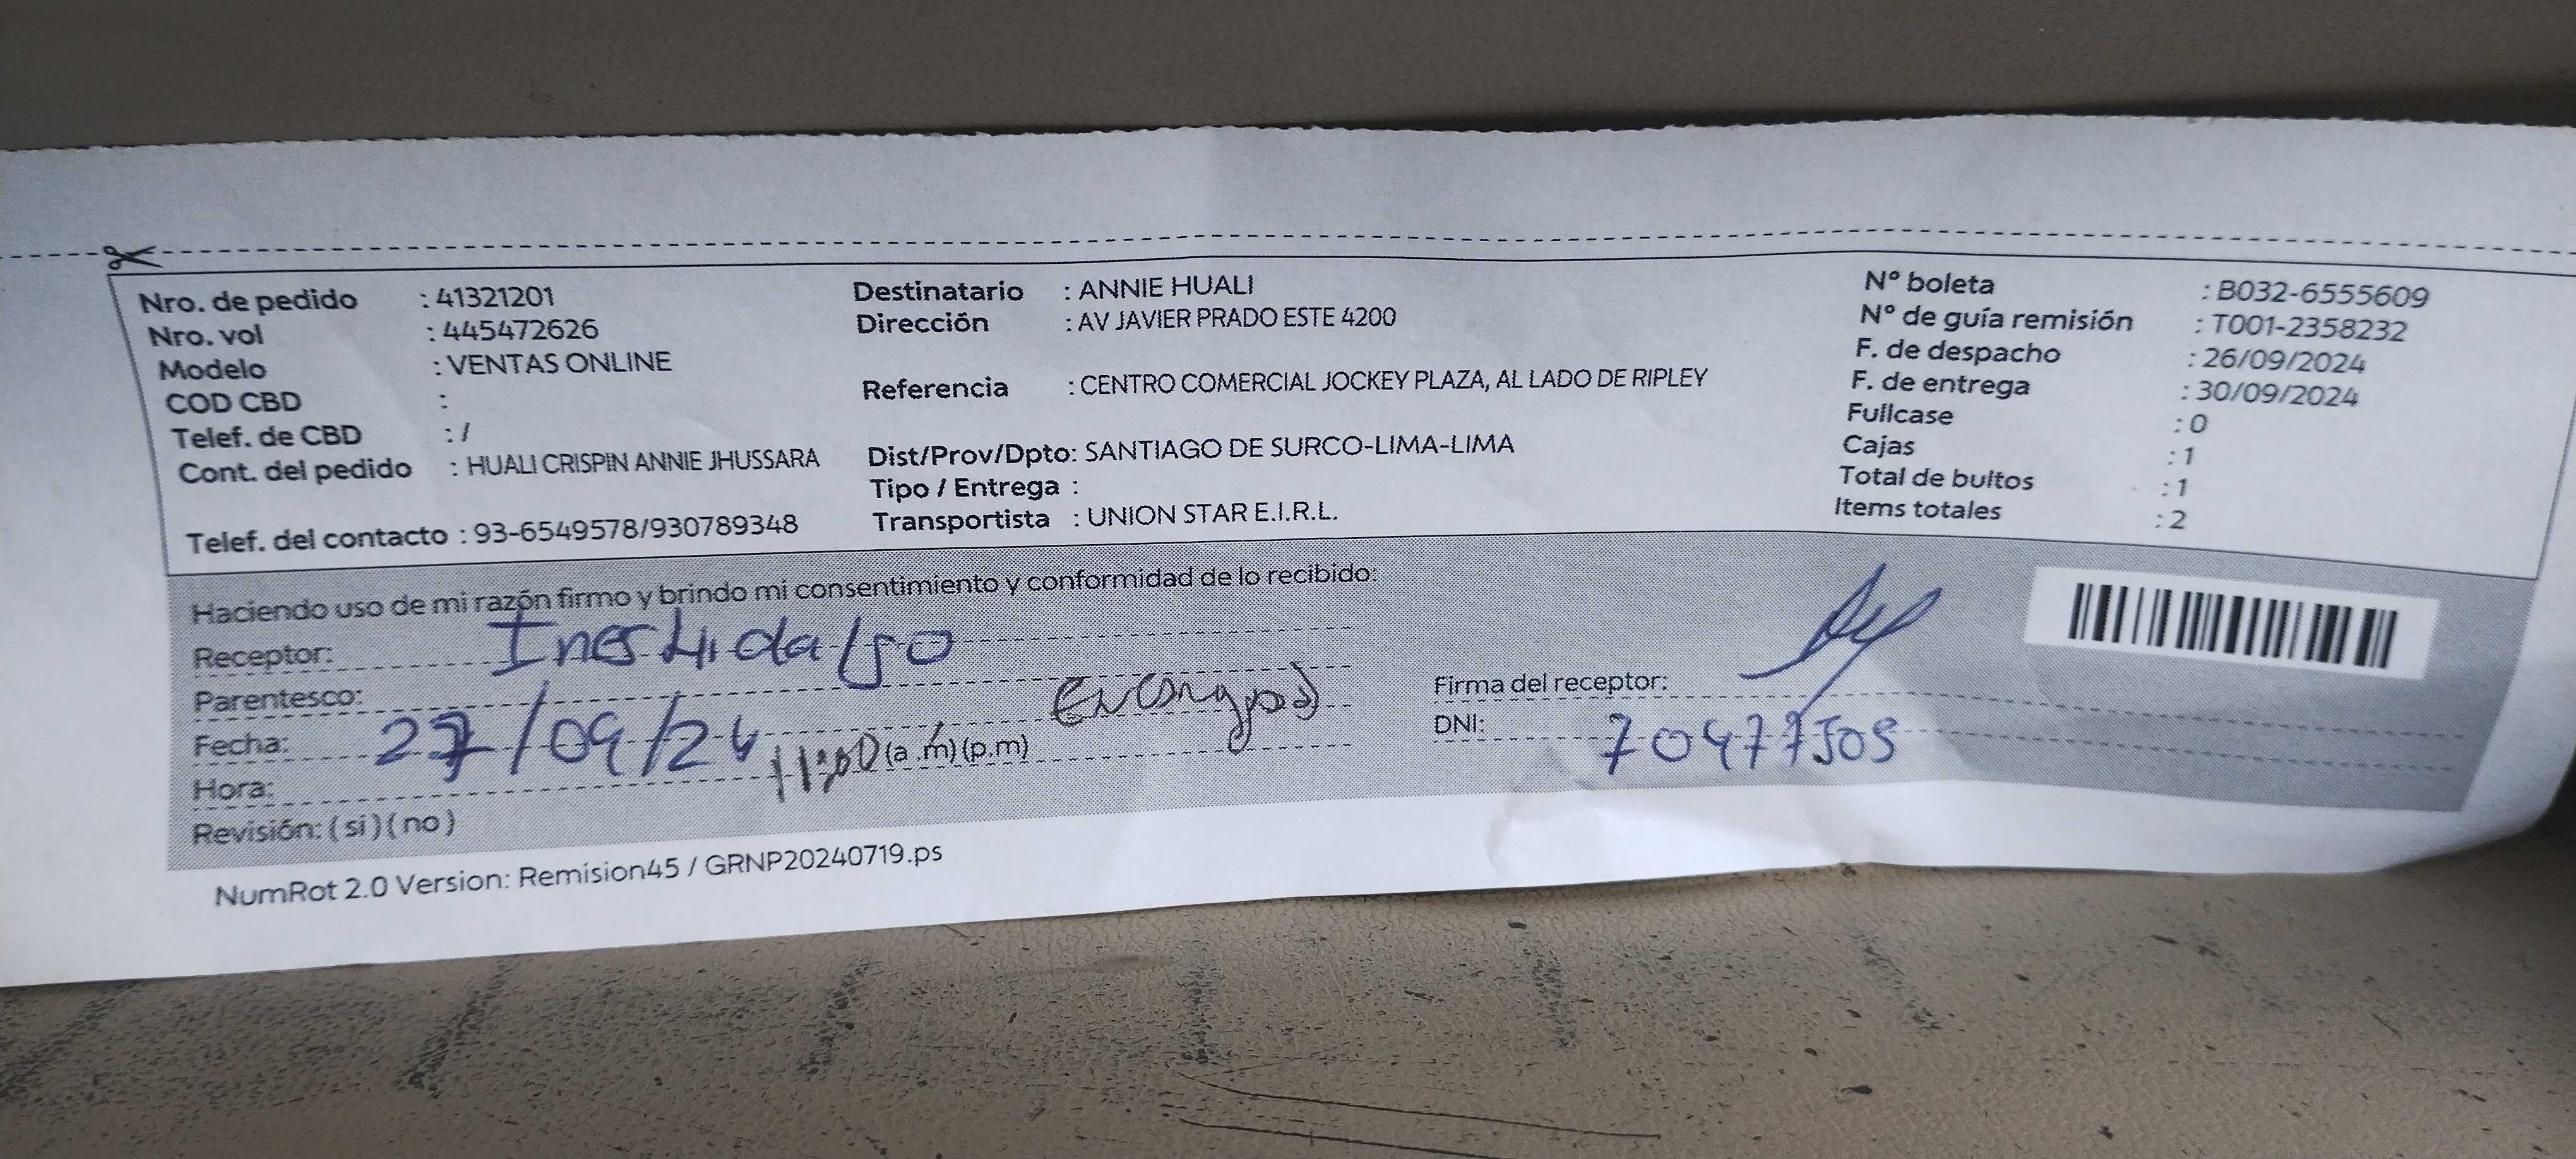 Nro. de pedido : 41321201
Nro. vol : 445472626
Modelo : VENTAS ONLINE
COD CBD :
Telef. de CBD : /
Cont. del pedido : HUALI CRISPIN ANNIE JHUSSARA
Telef. del contacto : 93-6549578/930789348
Destinatario : ANNIE HUALI
Dirección : AV JAVIER PRADO ESTE 4200
Referencia : CENTRO COMERCIAL JOCKEY PLAZA, AL LADO DE RIPLEY
Dist/Prov/Dpto: SANTIAGO DE SURCO-LIMA-LIMA
Tipo / Entrega :
Transportista : UNION STAR E.I.R.L.
N° boleta : B032-6555609
N° de guía remisión : T001-2358232
F. de despacho : 26/09/2024
F. de entrega : 30/09/2024
Fullcase : 0
Cajas : 1
Total de bultos : 1
Items totales : 2
Haciendo uso de mi razón firmo y brindo mi consentimiento y conformidad de lo recibido:
Receptor: Ines Hidalgo
Parentesco:
Fecha: 27/09/24
Hora: (a.m)(p.m)
Revisión: (si)(no)
Firma del receptor:
DNI: 70477509
NumRot 2.0 Version: Remision45 / GRNP20240719.ps